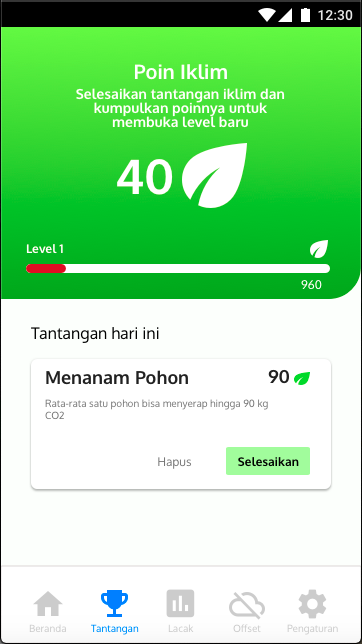 12:30
Poin Iklim
Selesaikan tantangan iklim dan
kumpulkan poinnya untuk
membuka level baru
40
Level 1
960
Tantangan hari ini
Menanam Pohon 90
Rata-rata satu pohon bisa menyerap hingga 90 kg
CO2
Hapus Selesaikan
Beranda Tantangan Lacak Offset Pengaturan